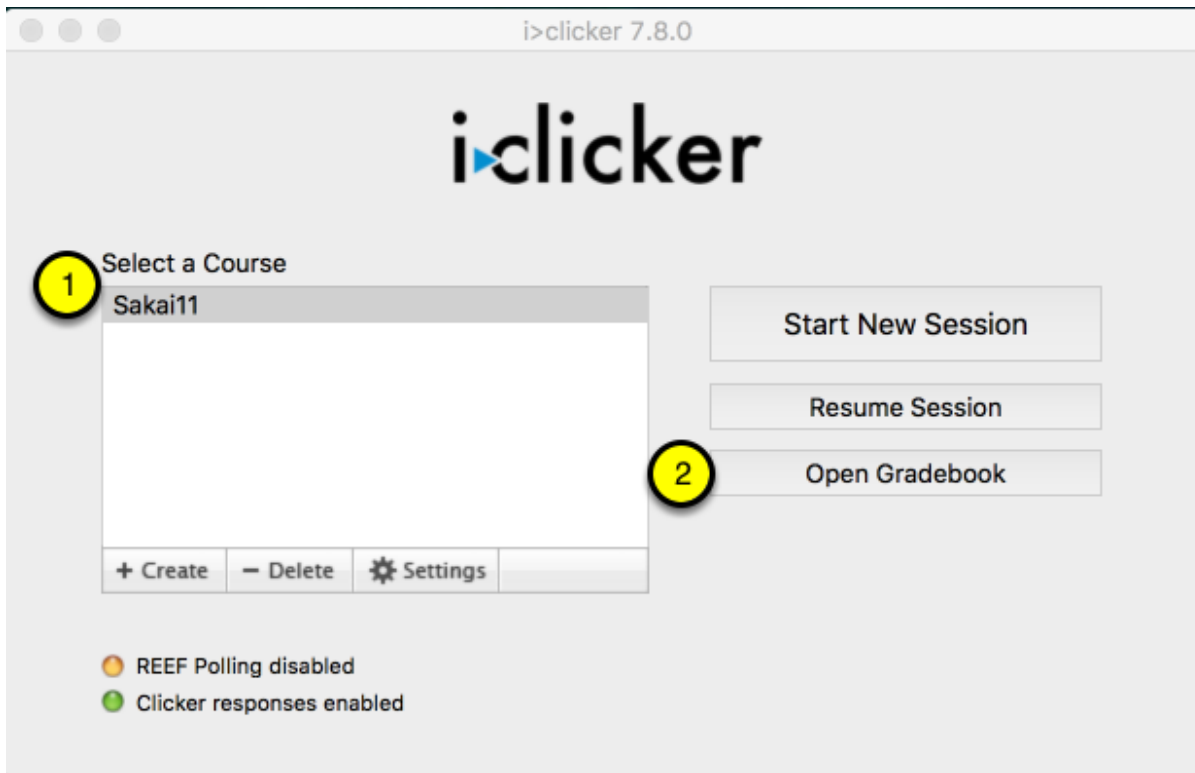 i>clicker 7.8.0
i>clicker
Select a Course
1
Sakai11
Start New Session
Resume Session
2
Open Gradebook
+ Create − Delete Settings
REEF Polling disabled
Clicker responses enabled